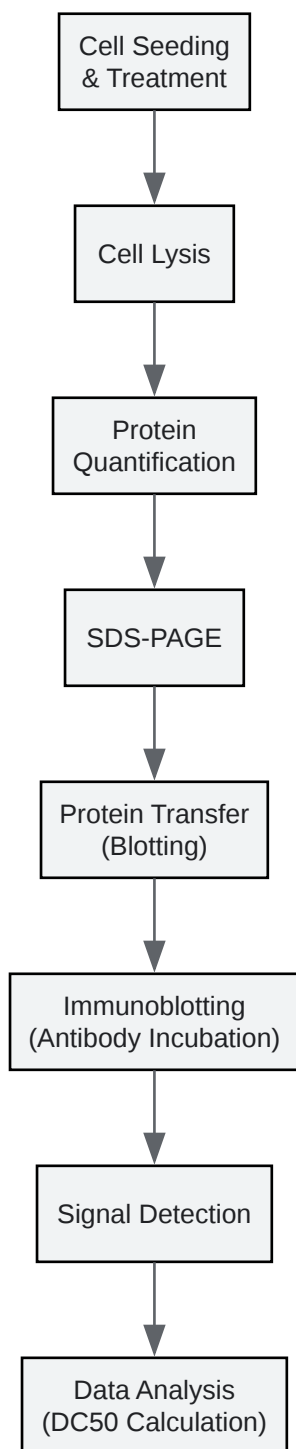 Cell Seeding
& Treatment
Cell Lysis
Protein
Quantification
SDS-PAGE
Protein Transfer
(Blotting)
Immunoblotting
(Antibody Incubation)
Signal Detection
Data Analysis
(DC50 Calculation)